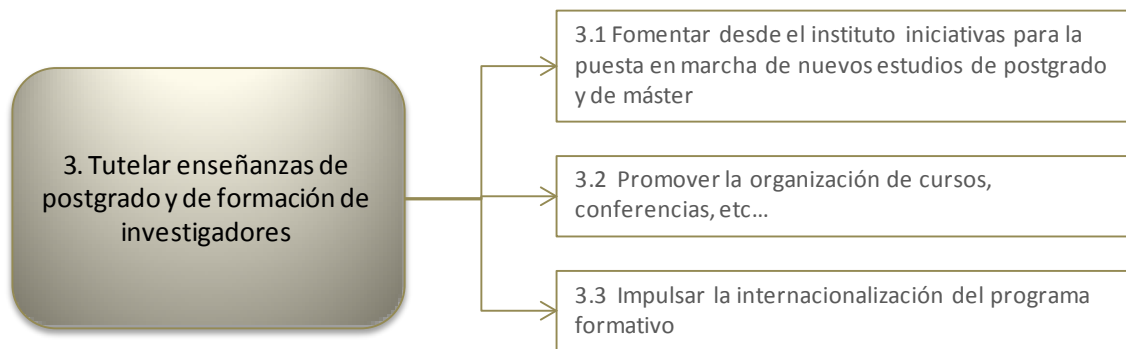 3. Tutelar enseñanzas de
postgrado y de formación de
investigadores
3.1 Fomentar desde el instituto iniciativas para la
puesta en marcha de nuevos estudios de postgrado
y de máster
3.2 Promover la organización de cursos,
conferencias, etc…
3.3 Impulsar la internacionalización del programa
formativo